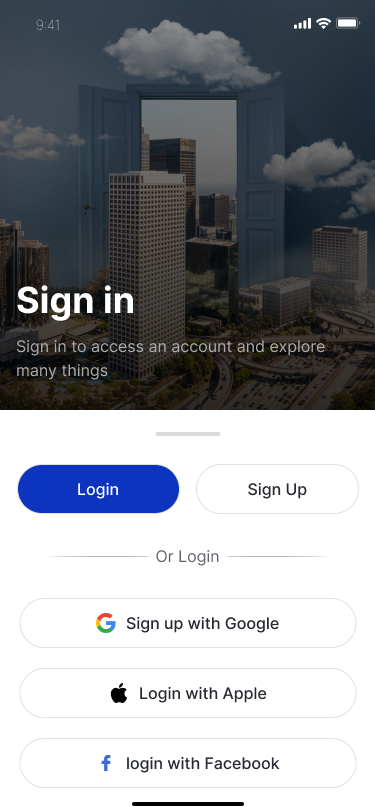 9:41
Sign in
Sign in to access an account and explore
many things
Login
Sign Up
Or Login
Sign up with Google
Login with Apple
login with Facebook